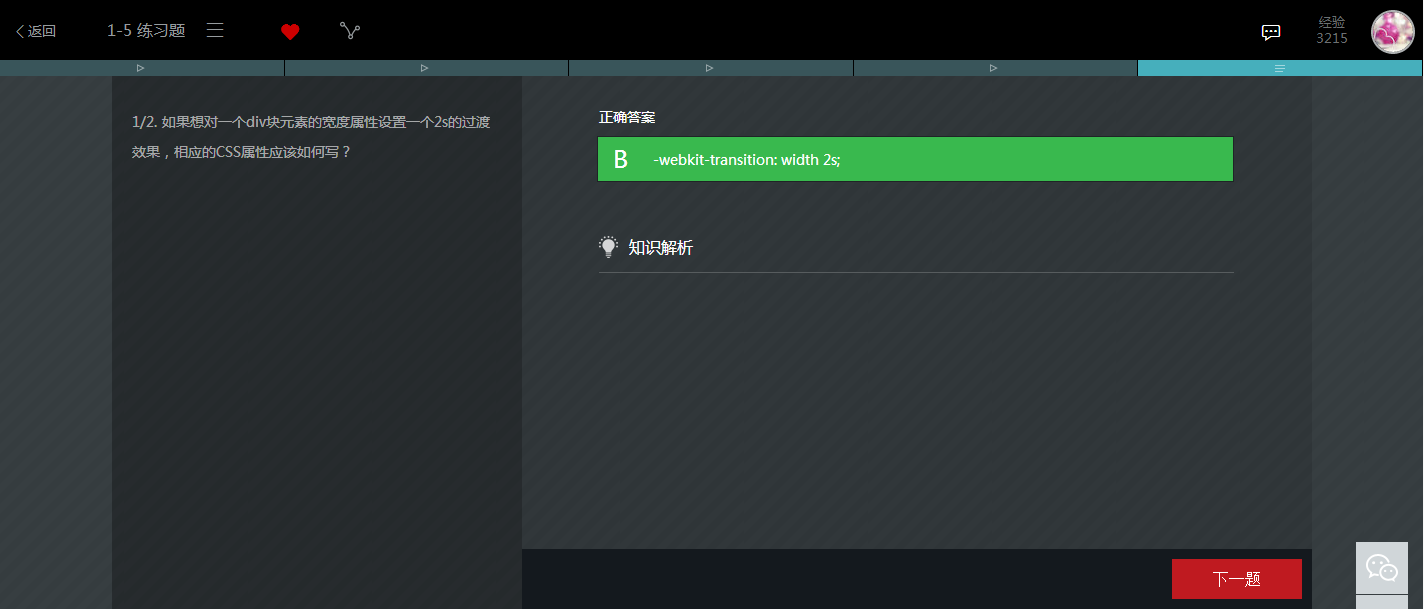 返回
1-5 练习题
经验
3215
1/2. 如果想对一个div块元素的宽度属性设置一个2s的过渡
效果，相应的CSS属性应该如何写？
正确答案
B -webkit-transition: width 2s;
知识解析
下一题